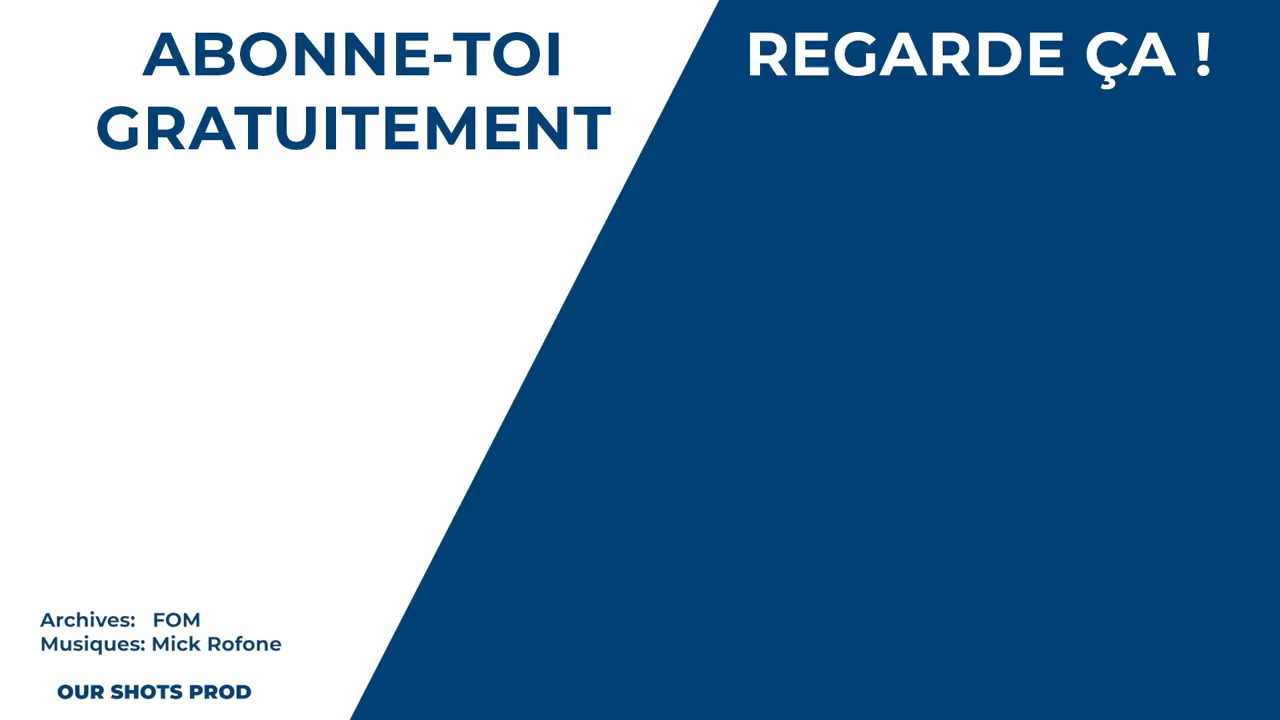 ABONNE-TOI
GRATUITEMENT
REGARDE ÇA !
Archives: FOM
Musiques: Mick Rofone
OUR SHOTS PROD